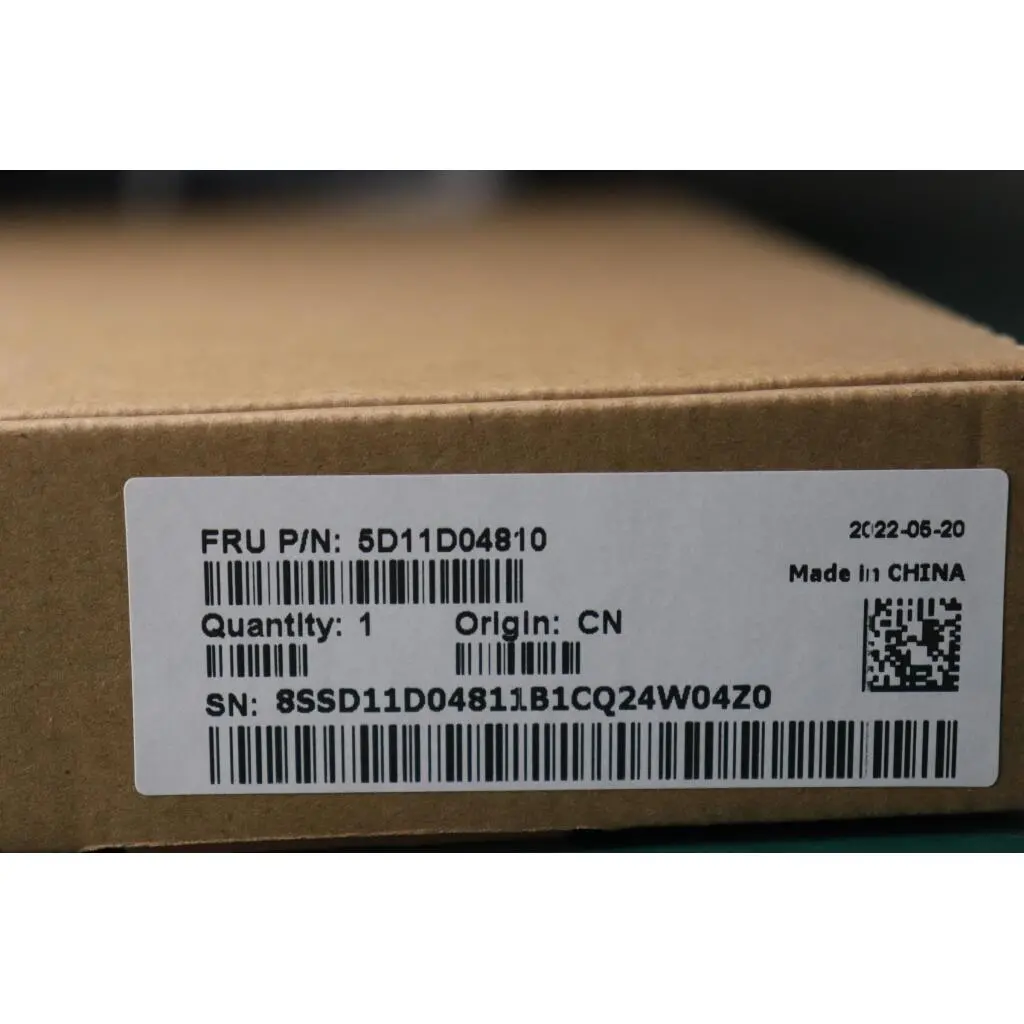 FRU P/N: 5D11D04810
2022-05-20
Made in CHINA
Quantity: 1 Origin: CN
SN: 8SSD11D04811B1CQ24W04Z0